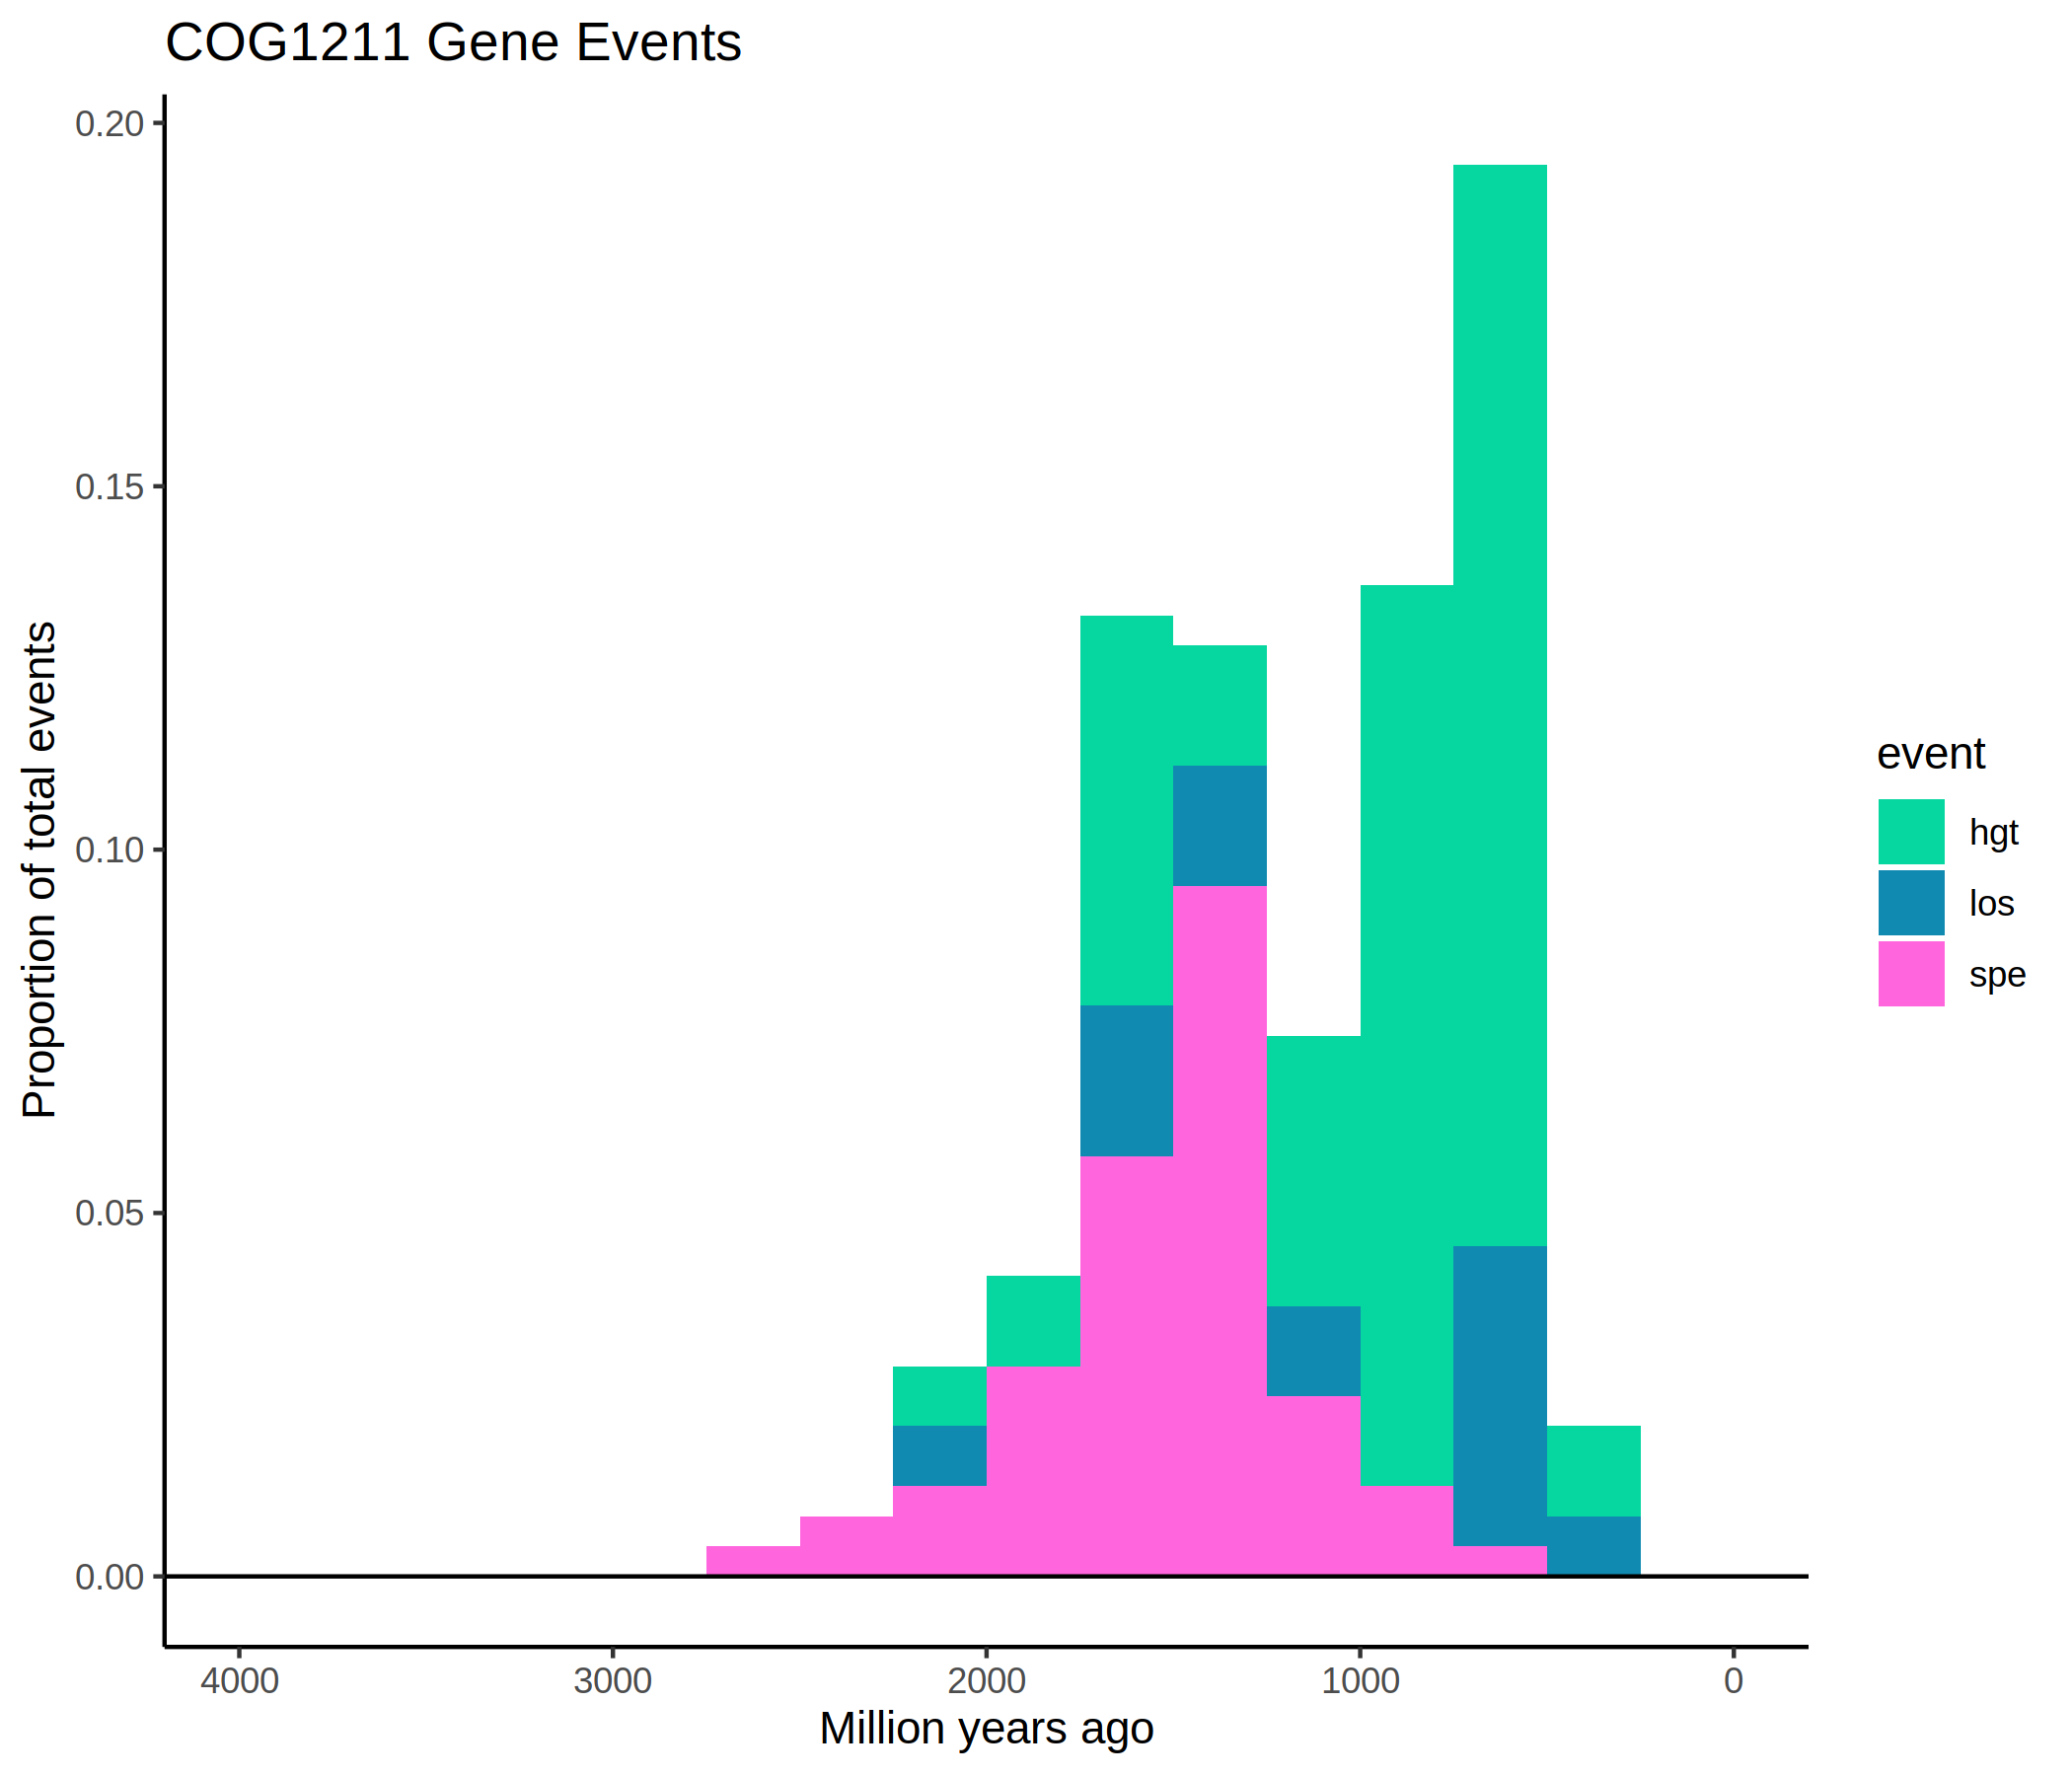 COG1211 Gene Events
Proportion of total events
0.20
0.15
0.10
0.05
0.00
4000 3000 2000 1000 0
Million years ago
event
hgt
los
spe